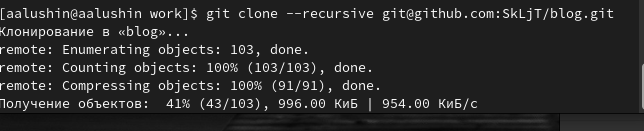 [aalushin@aalushin work]$ git clone --recursive git@github.com:SkLjT/blog.git
Клонирование в «blog»...
remote: Enumerating objects: 103, done.
remote: Counting objects: 100% (103/103), done.
remote: Compressing objects: 100% (91/91), done.
Получение объектов:  41% (43/103), 996.00 КиБ | 954.00 КиБ/с